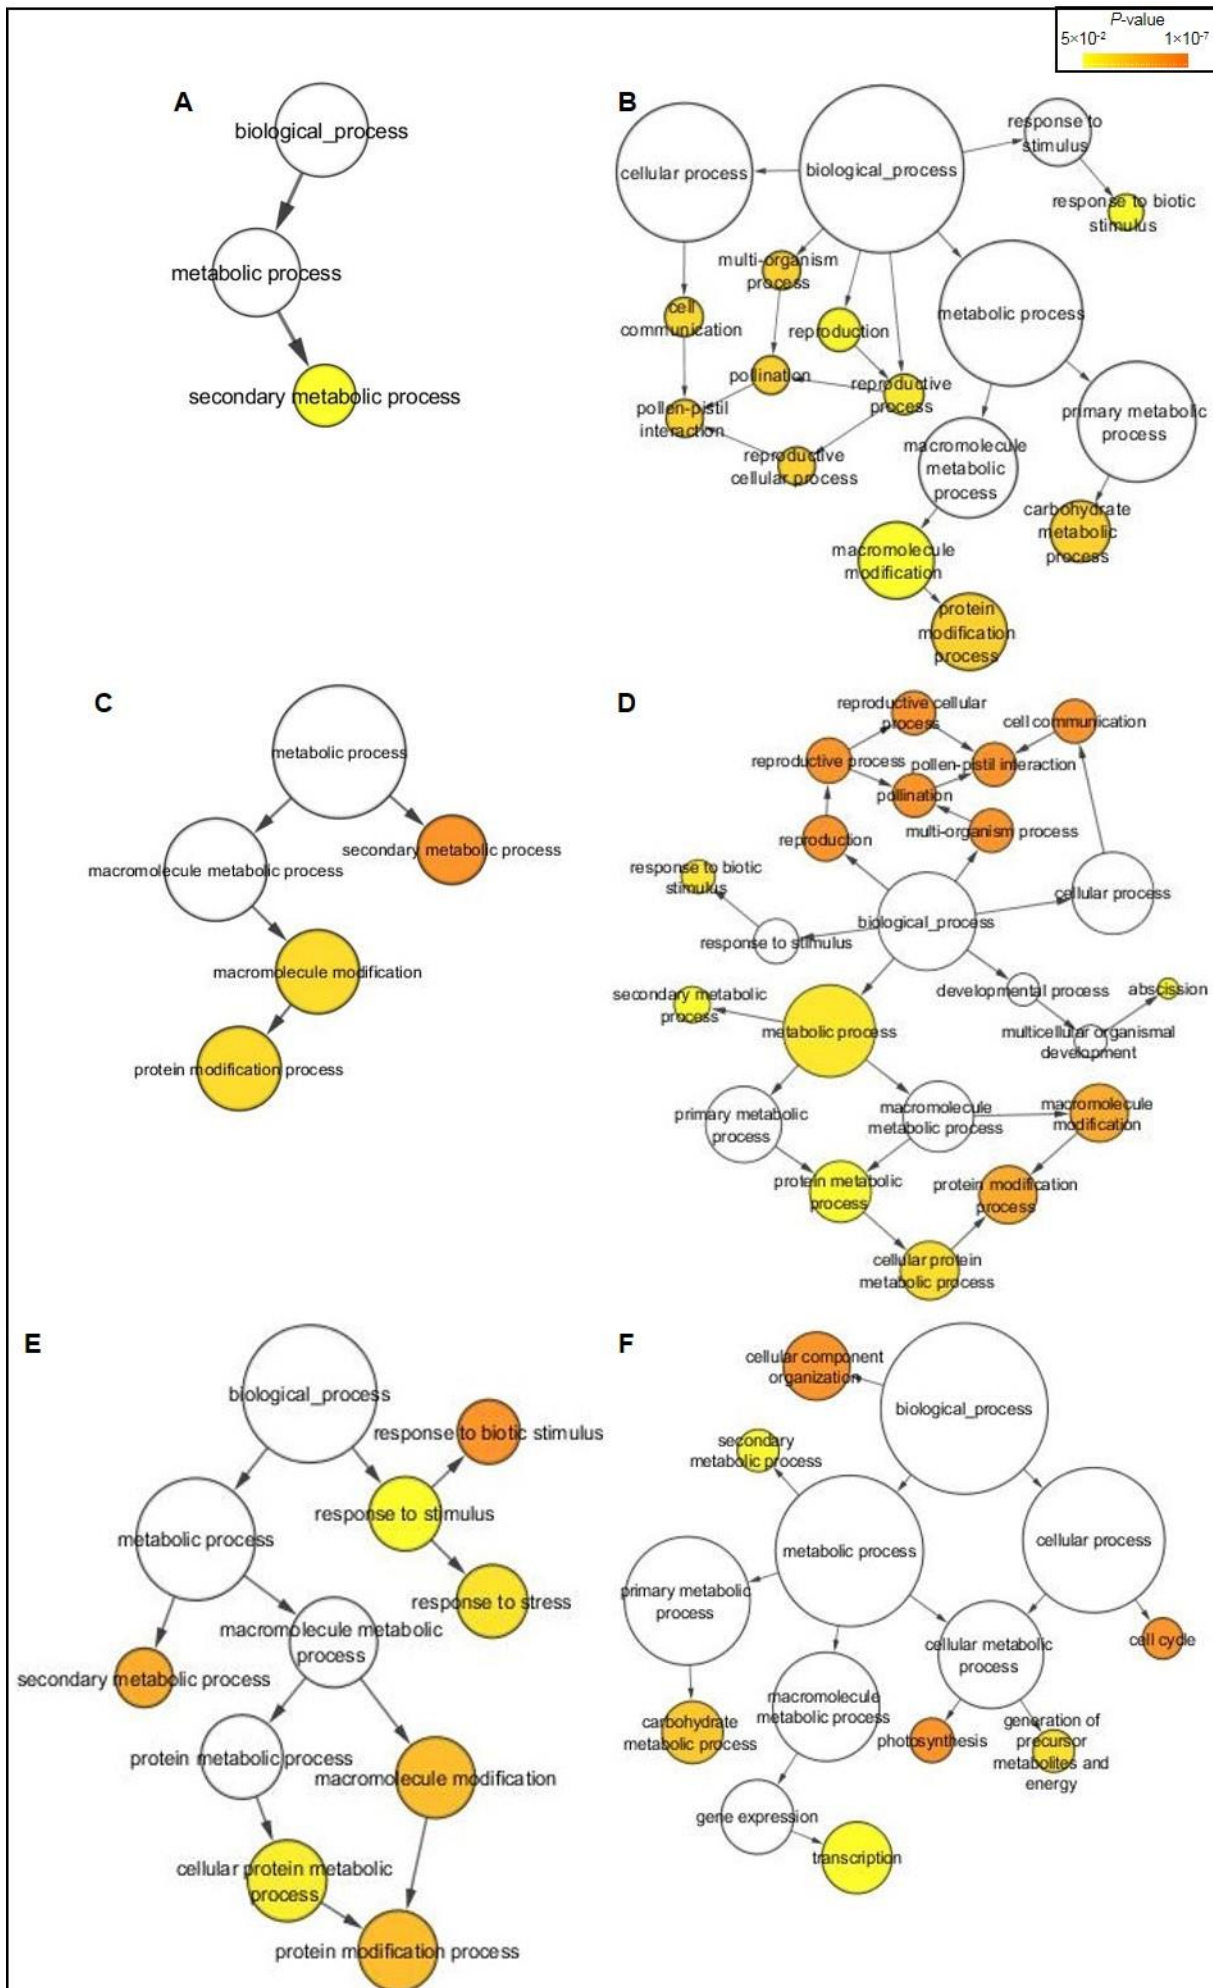 P-value
5×10⁻² 1×10⁻⁷
A
biological_process
metabolic process
secondary metabolic process
B
cellular process
biological_process
response to
stimulus
response to biotic
stimulus
multi-organism
process
cell
communication
reproduction
metabolic process
pollination
reproductive
process
pollen-pistil
interaction
primary metabolic
process
reproductive
cellular process
macromolecule
metabolic
process
carbohydrate
metabolic
process
macromolecule
modification
protein
modification
process
C
metabolic process
macromolecule metabolic process
secondary metabolic process
macromolecule modification
protein modification process
D
reproductive cellular
process
cell communication
reproductive process
pollen-pistil interaction
pollination
reproduction
multi-organism process
response to biotic
stimulus
cellular process
biological_process
response to stimulus
secondary metabolic
process
developmental process
abscission
metabolic process
multicellular organismal
development
primary metabolic
process
macromolecule
metabolic process
macromolecule
modification
protein metabolic
process
protein modification
process
cellular protein
metabolic process
E
biological_process
response to biotic stimulus
response to stimulus
metabolic process
response to stress
macromolecule metabolic
process
secondary metabolic process
protein metabolic process
macromolecule modification
cellular protein metabolic
process
protein modification process
F
cellular component
organization
biological_process
secondary
metabolic process
metabolic process
cellular process
primary metabolic
process
cellular metabolic
process
cell cycle
macromolecule
metabolic process
carbohydrate
metabolic process
photosynthesis
generation of
precursor
metabolites and
energy
gene expression
transcription